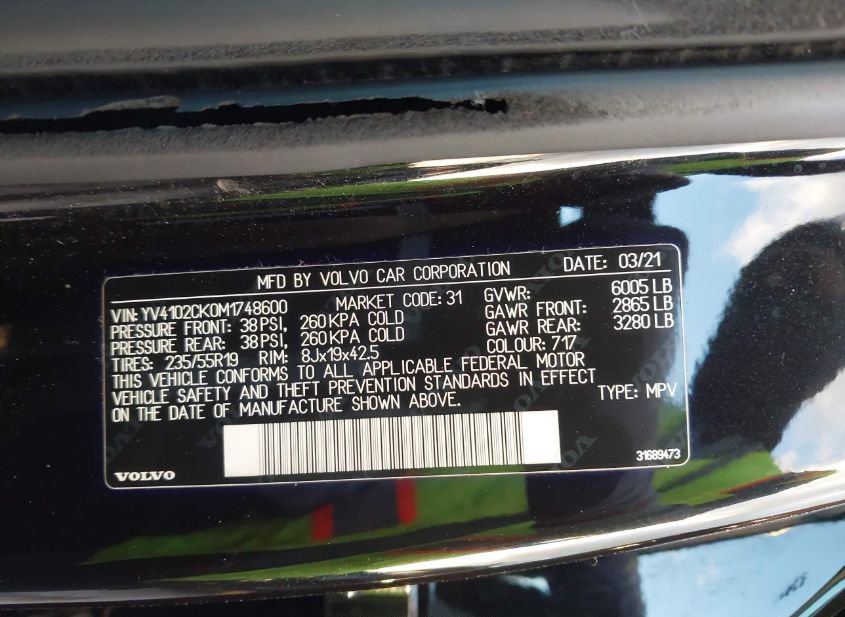 MFD BY VOLVO CAR CORPORATION DATE: 03/21
VIN: YV4102CK0M1748600 MARKET CODE: 31 GVWR: 6005 LB
PRESSURE FRONT: 38 PSI, 260 KPA COLD GAWR FRONT: 2865 LB
PRESSURE REAR: 38 PSI, 260 KPA COLD GAWR REAR: 3280 LB
TIRES: 235/55R19 RIM: 8Jx19x42.5 COLOUR: 717
THIS VEHICLE CONFORMS TO ALL APPLICABLE FEDERAL MOTOR
VEHICLE SAFETY AND THEFT PREVENTION STANDARDS IN EFFECT
ON THE DATE OF MANUFACTURE SHOWN ABOVE. TYPE: MPV
VOLVO 31689473